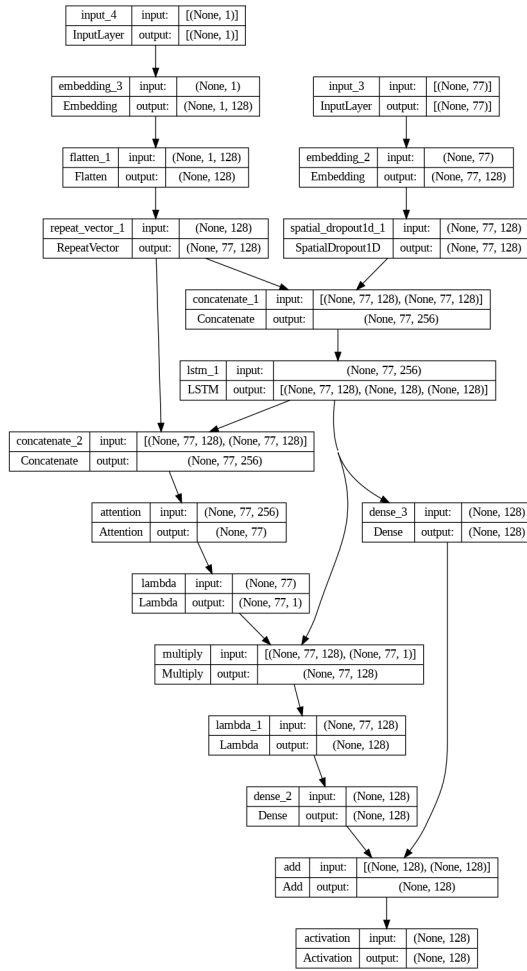 input_4 input: [(None, 1)]
InputLayer output: [(None, 1)]
embedding_3 input: (None, 1)
Embedding output: (None, 1, 128)
input_3 input: [(None, 77)]
InputLayer output: [(None, 77)]
flatten_1 input: (None, 1, 128)
Flatten output: (None, 128)
embedding_2 input: (None, 77)
Embedding output: (None, 77, 128)
repeat_vector_1 input: (None, 128)
RepeatVector output: (None, 77, 128)
spatial_dropout1d_1 input: (None, 77, 128)
SpatialDropout1D output: (None, 77, 128)
concatenate_1 input: [(None, 77, 128), (None, 77, 128)]
Concatenate output: (None, 77, 256)
lstm_1 input: (None, 77, 256)
LSTM output: [(None, 77, 128), (None, 128), (None, 128)]
concatenate_2 input: [(None, 77, 128), (None, 77, 128)]
Concatenate output: (None, 77, 256)
attention input: (None, 77, 256)
Attention output: (None, 77)
dense_3 input: (None, 128)
Dense output: (None, 128)
lambda input: (None, 77)
Lambda output: (None, 77, 1)
multiply input: [(None, 77, 128), (None, 77, 1)]
Multiply output: (None, 77, 128)
lambda_1 input: (None, 77, 128)
Lambda output: (None, 128)
dense_2 input: (None, 128)
Dense output: (None, 128)
add input: [(None, 128), (None, 128)]
Add output: (None, 128)
activation input: (None, 128)
Activation output: (None, 128)